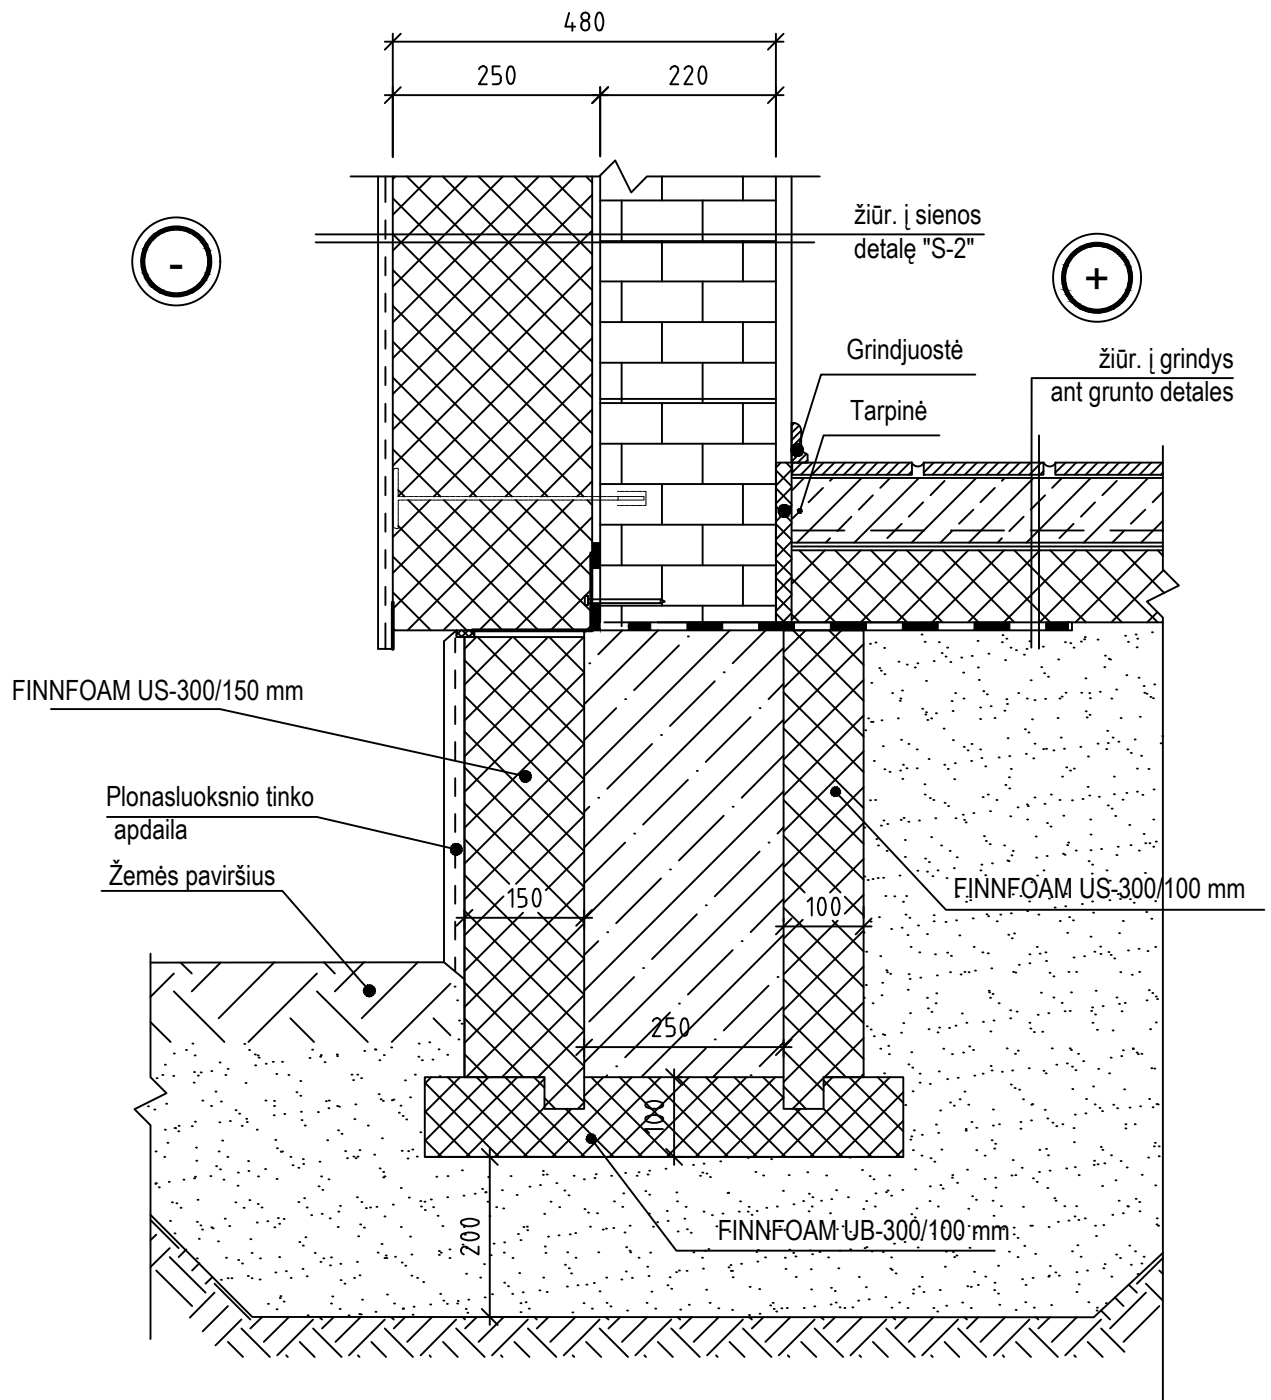 480
250
220
žiūr. į sienos
detalę "S-2"
-
+
Grindjuostė
žiūr. į grindys
ant grunto detales
Tarpinė
FINNFOAM US-300/150 mm
Plonasluoksnio tinko
apdaila
Žemės paviršius
150
100
FINNFOAM US-300/100 mm
250
100
200
FINNFOAM UB-300/100 mm